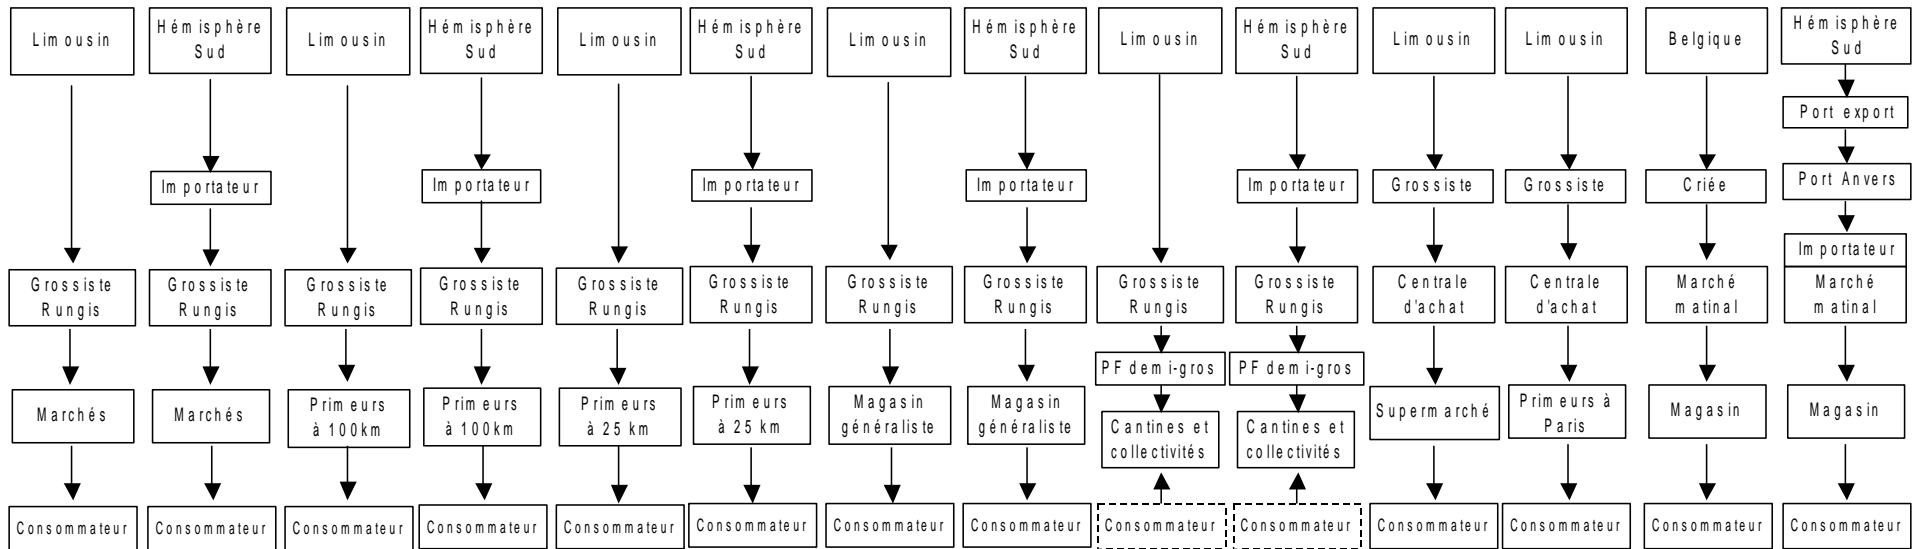 Limousin
Hémisphère
Sud
Limousin
Hémisphère
Sud
Limousin
Hémisphère
Sud
Limousin
Hémisphère
Sud
Limousin
Hémisphère
Sud
Limousin
Limousin
Belgique
Hémisphère
Sud
Port export
Importateur
Importateur
Importateur
Importateur
Importateur
Grossiste
Grossiste
Criée
Port Anvers
Importateur
Grossiste
Rungis
Grossiste
Rungis
Grossiste
Rungis
Grossiste
Rungis
Grossiste
Rungis
Grossiste
Rungis
Grossiste
Rungis
Grossiste
Rungis
Grossiste
Rungis
Grossiste
Rungis
Centrale
d'achat
Centrale
d'achat
Marché
matinal
Marché
matinal
PF demi-gros
PF demi-gros
Marchés
Marchés
Primeurs
à 100km
Primeurs
à 100km
Primeurs
à 25 km
Primeurs
à 25 km
Magasin
généraliste
Magasin
généraliste
Cantines et
collectivités
Cantines et
collectivités
Supermarché
Primeurs à
Paris
Magasin
Magasin
Consommateur
Consommateur
Consommateur
Consommateur
Consommateur
Consommateur
Consommateur
Consommateur
Consommateur
Consommateur
Consommateur
Consommateur
Consommateur
Consommateur